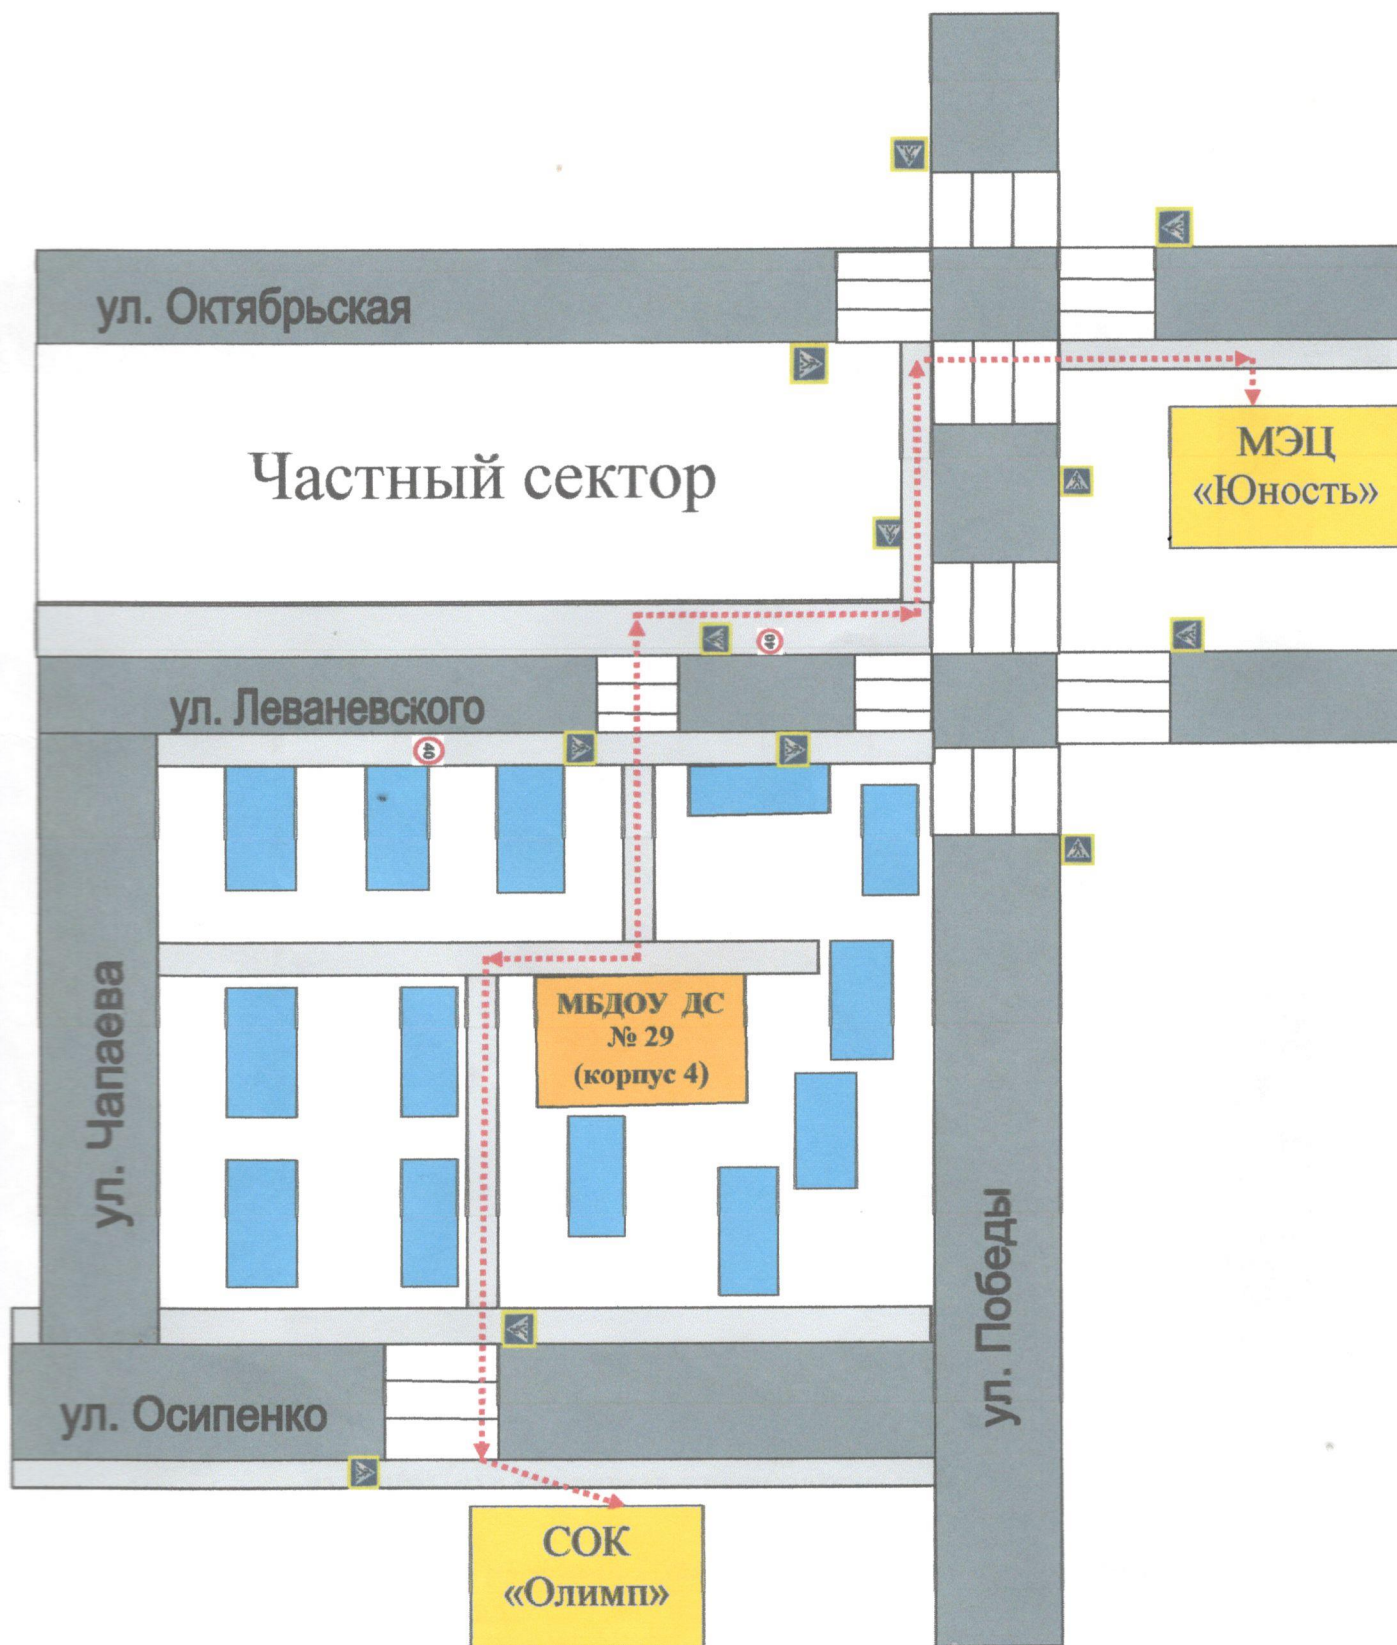 ул. Октябрьская
МЭЦ
«Юность»
Частный сектор
40
ул. Леваневского
40
ул. Чапаева
МБДОУ ДС
№ 29
(корпус 4)
ул. Победы
ул. Осипенко
СОК
«Олимп»